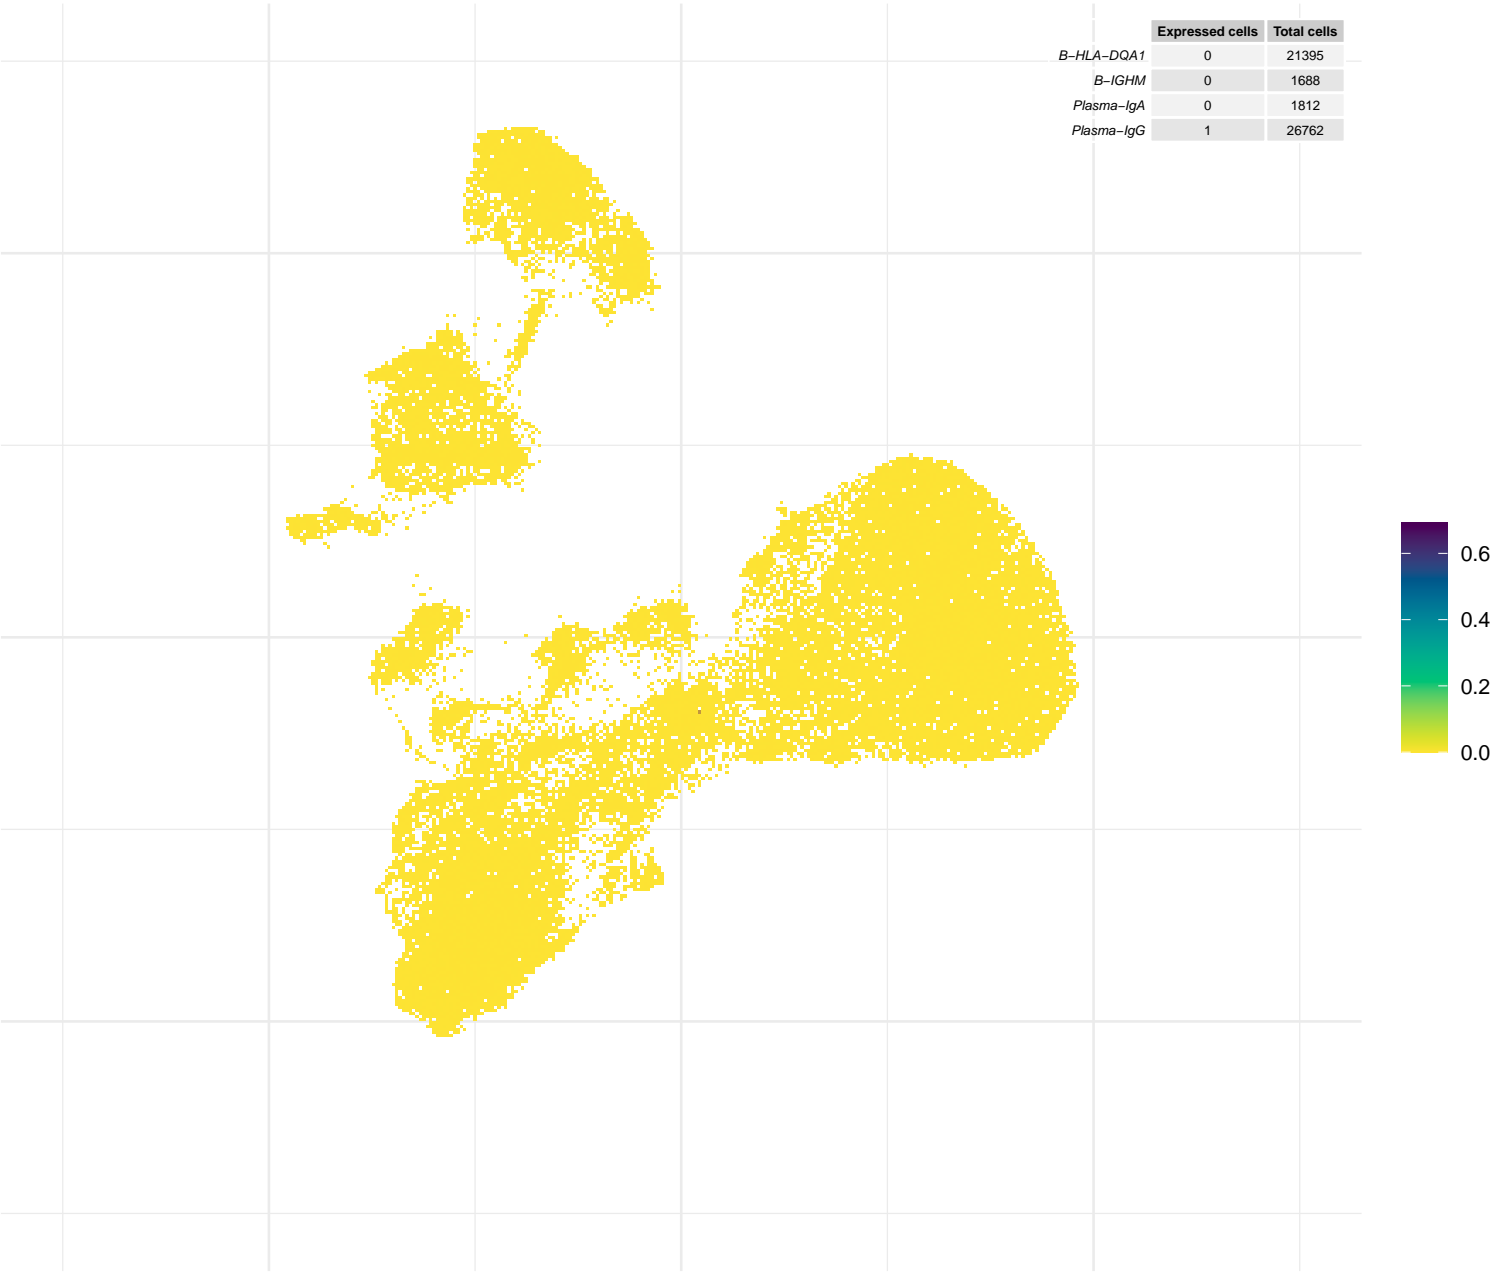 Expressed cells Total cells
B−HLA−DQA1 0 21395
B−IGHM 0 1688
Plasma−IgA 0 1812
Plasma−IgG 1 26762
0.6
0.4
0.2
0.0